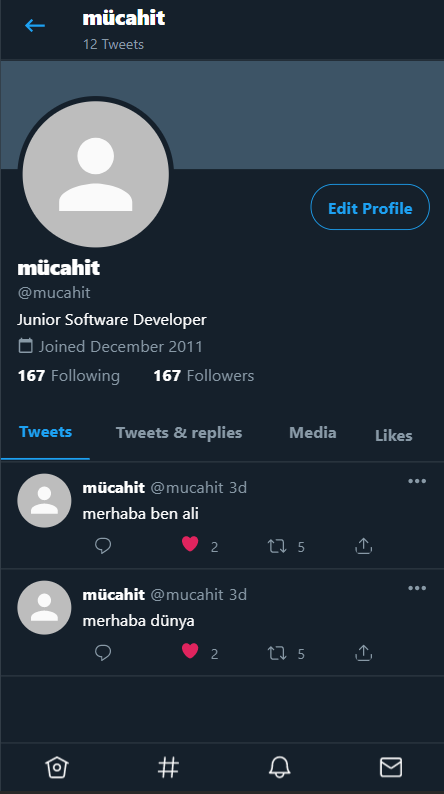 mücahit
12 Tweets
Edit Profile
mücahit
@mucahit
Junior Software Developer
Joined December 2011
167 Following 167 Followers
Tweets Tweets & replies Media Likes
mücahit @mucahit 3d
merhaba ben ali
2 5
mücahit @mucahit 3d
merhaba dünya
2 5